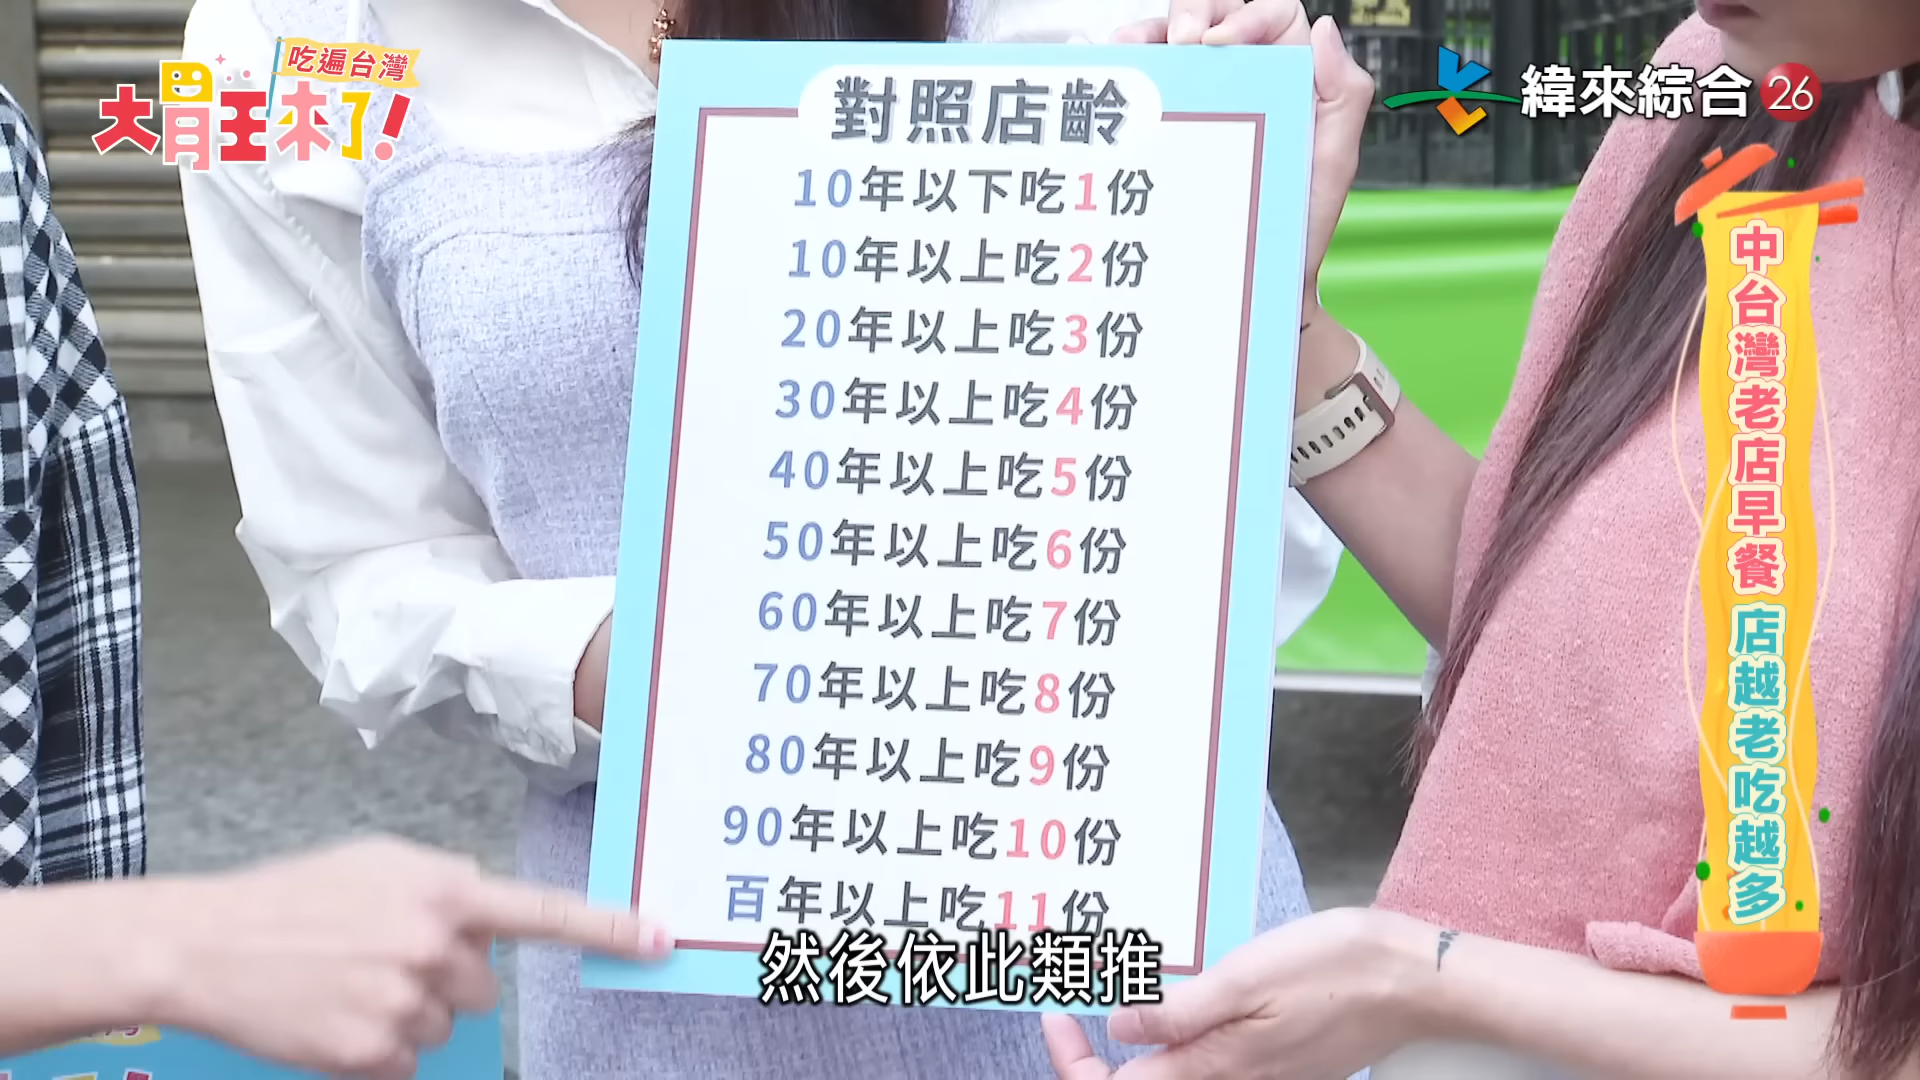 吃遍台灣
大胃王來了!
緯來綜合 26
對照店齡
10年以下吃1份
10年以上吃2份
20年以上吃3份
30年以上吃4份
40年以上吃5份
50年以上吃6份
60年以上吃7份
70年以上吃8份
80年以上吃9份
90年以上吃10份
百年以上吃11份
中台灣老店早餐 店越老吃越多
然後依此類推